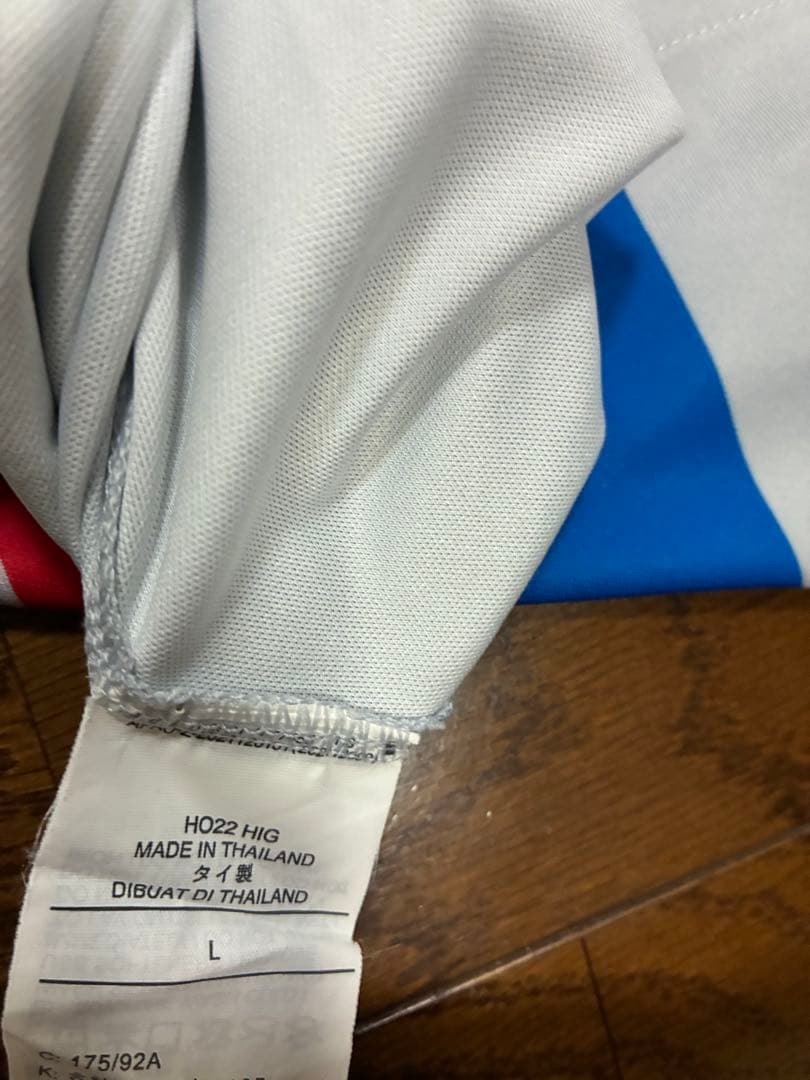 HO22 HIG
MADE IN THAILAND
タイ製
DIBUAT DI THAILAND
L
C: 175/92A
K: